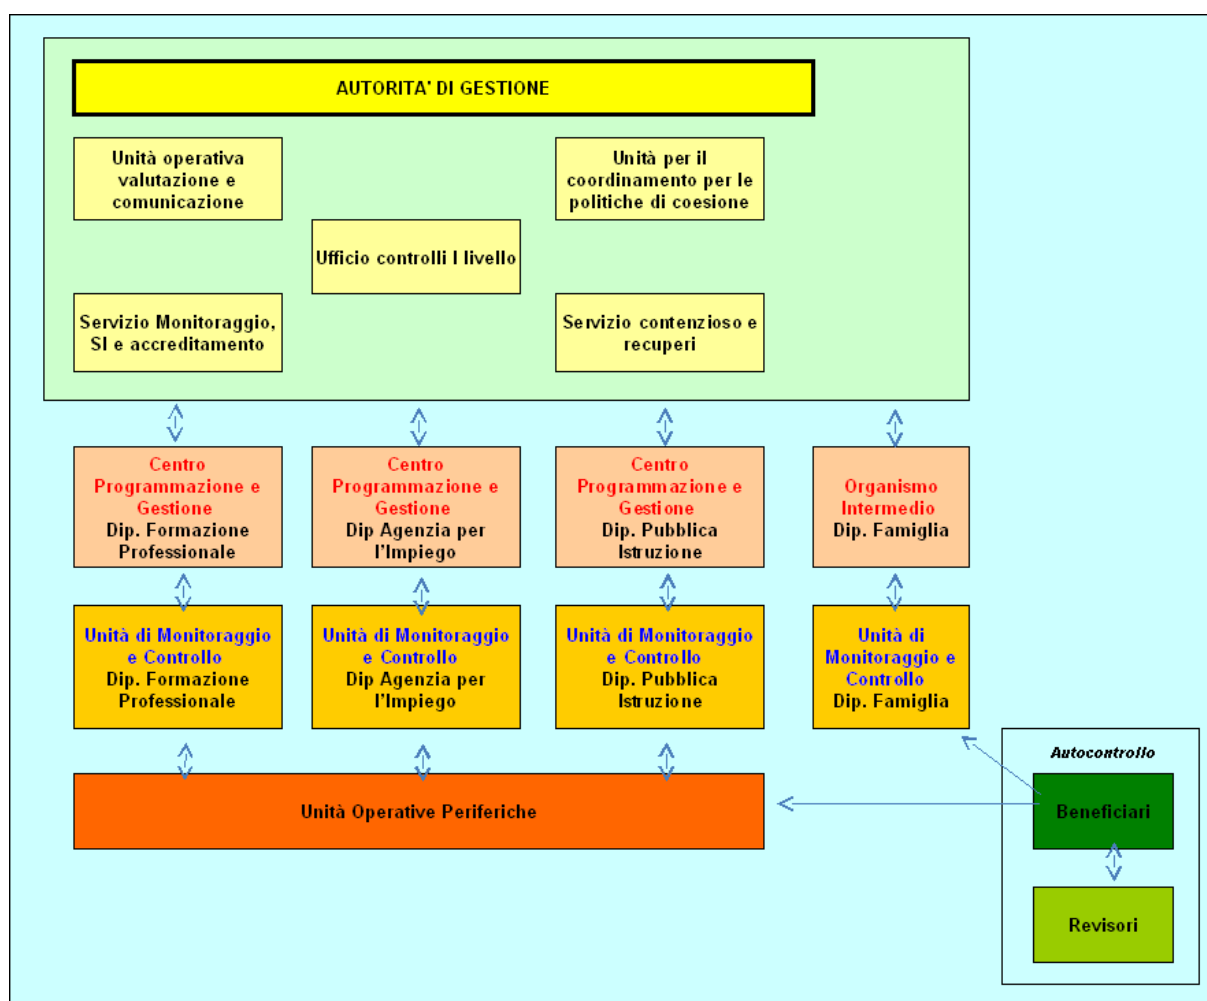 AUTORITA' DI GESTIONE
Unità operativa
valutazione e
comunicazione
Unità per il
coordinamento per le
politiche di coesione
Ufficio controlli I livello
Servizio Monitoraggio,
SI e accreditamento
Servizio contenzioso e
recuperi
Centro
Programmazione e
Gestione
Dip. Formazione
Professionale
Centro
Programmazione e
Gestione
Dip Agenzia per
l'Impiego
Centro
Programmazione e
Gestione
Dip. Pubblica
Istruzione
Organismo
Intermedio
Dip. Famiglia
Unità di Monitoraggio
e Controllo
Dip. Formazione
Professionale
Unità di Monitoraggio
e Controllo
Dip Agenzia per
l'Impiego
Unità di Monitoraggio
e Controllo
Dip. Pubblica
Istruzione
Unità di
Monitoraggio e
Controllo
Dip. Famiglia
Autocontrollo
Unità Operative Periferiche
Beneficiari
Revisori